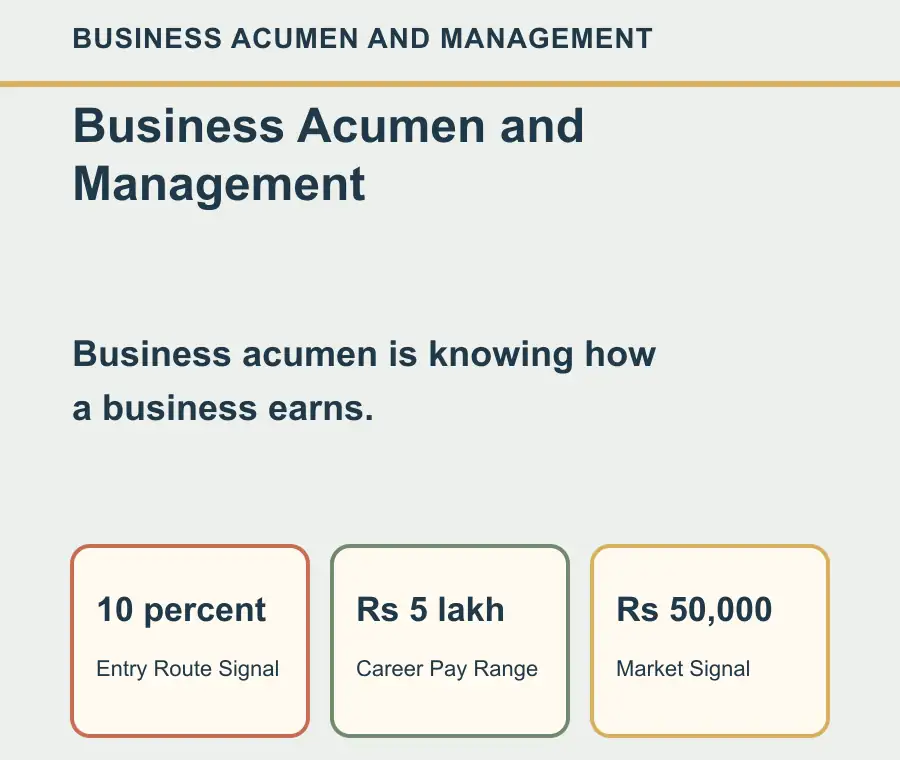 BUSINESS ACUMEN AND MANAGEMENT
Business Acumen and
Management
Business acumen is knowing how
a business earns.
10 percent
Entry Route Signal
Rs 5 lakh
Career Pay Range
Rs 50,000
Market Signal